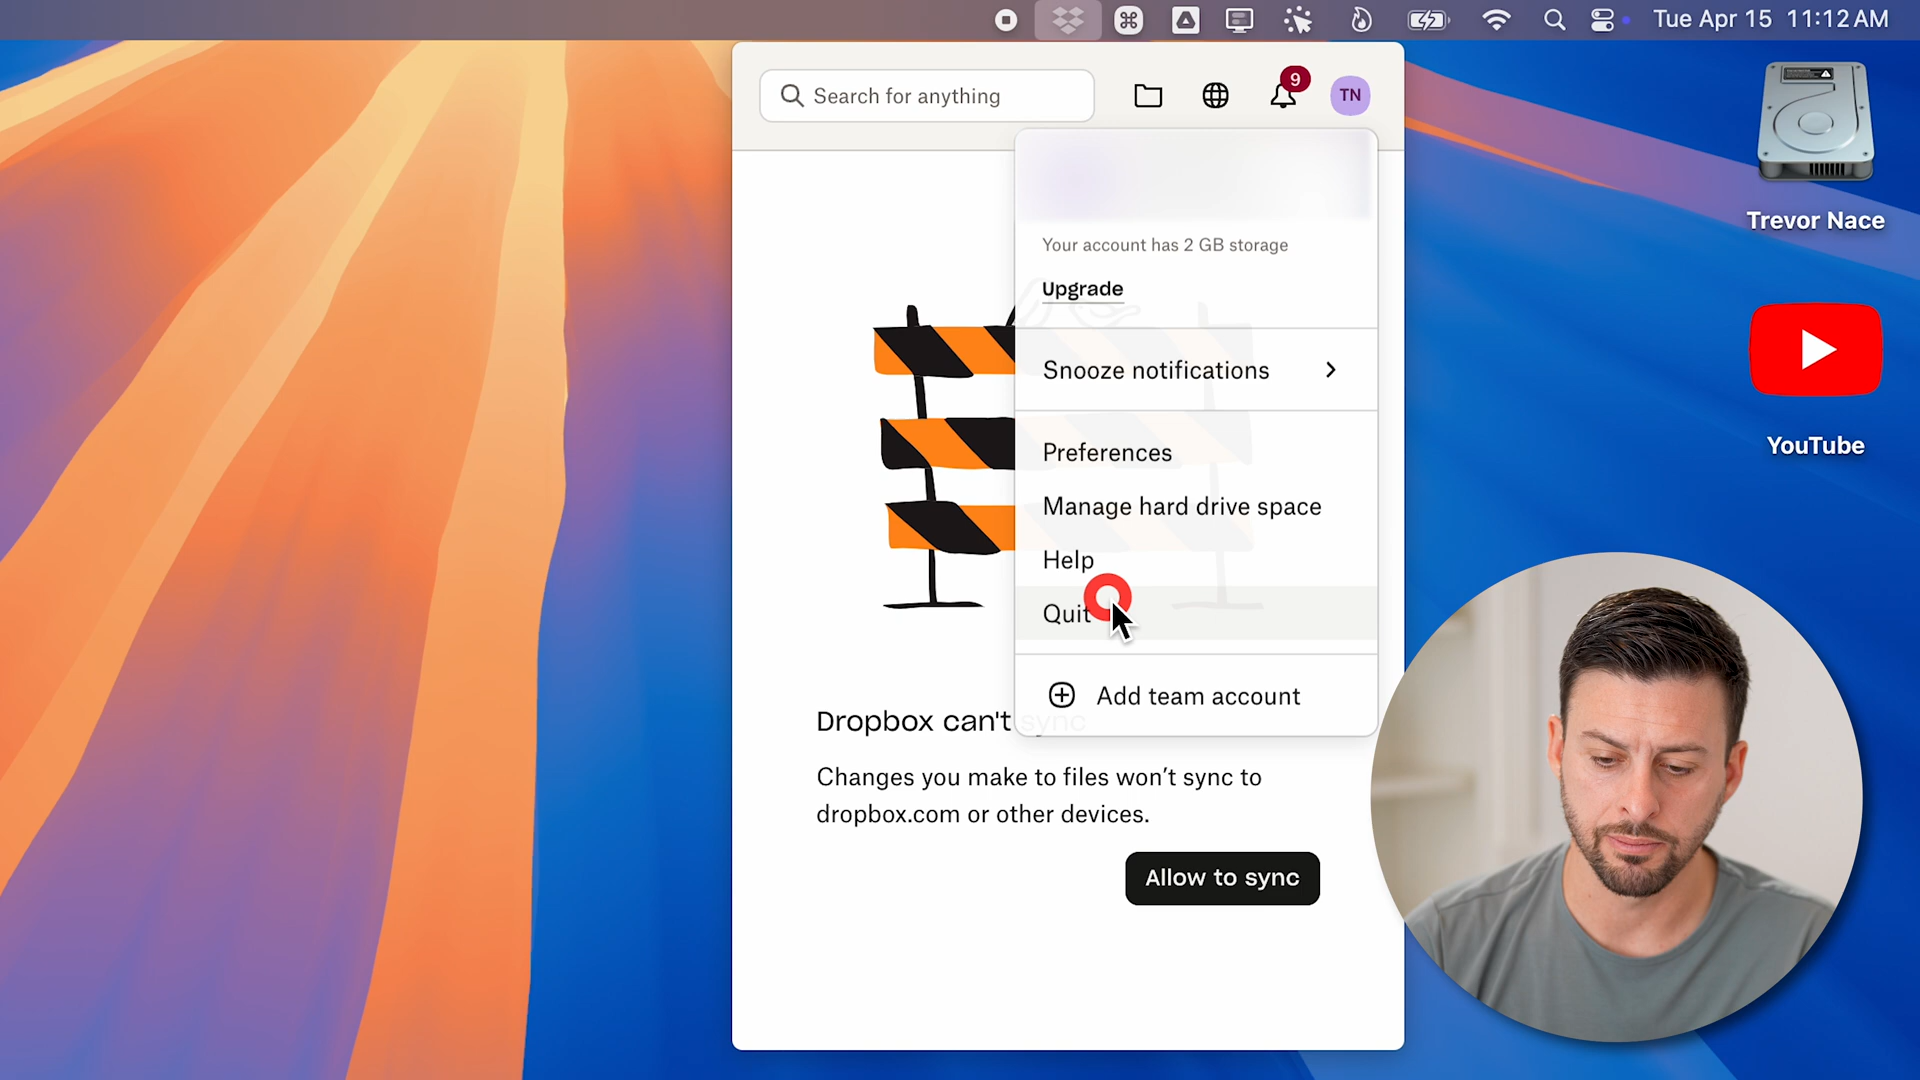 Tue Apr 15 11:12 AM
Search for anything
9
TN
Your account has 2 GB storage
Upgrade
Snooze notifications
Preferences
Manage hard drive space
Help
Quit
Add team account
Dropbox can't sync
Changes you make to files won't sync to
dropbox.com or other devices.
Allow to sync
Trevor Nace
YouTube